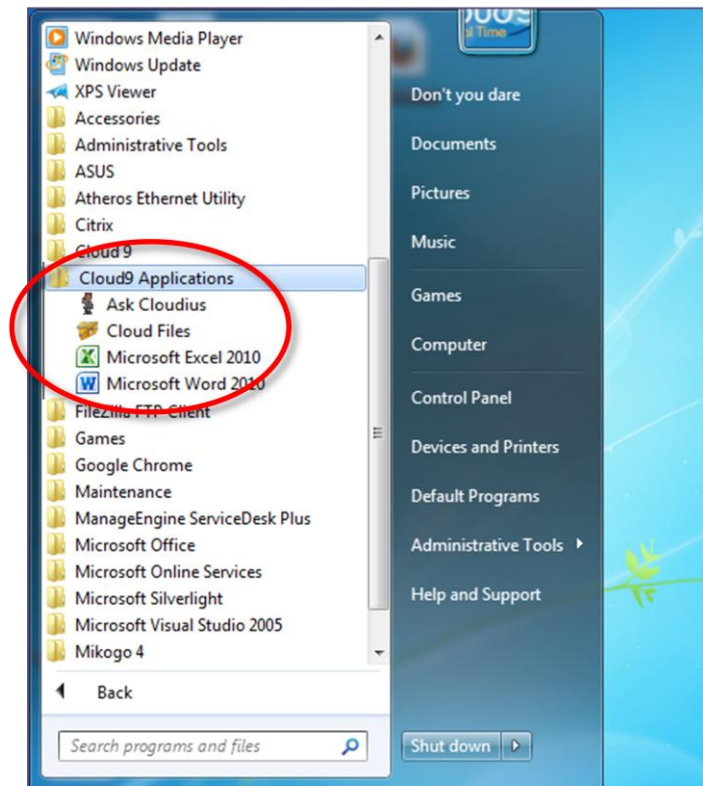 Windows Media Player
Windows Update
XPS Viewer
Accessories
Administrative Tools
ASUS
Atheros Ethernet Utility
Citrix
Cloud 9
Cloud9 Applications
Ask Cloudius
Cloud Files
Microsoft Excel 2010
Microsoft Word 2010
FileZilla FTP Client
Games
Google Chrome
Maintenance
ManageEngine ServiceDesk Plus
Microsoft Office
Microsoft Online Services
Microsoft Silverlight
Microsoft Visual Studio 2005
Mikogo 4
Back
Search programs and files
Time
Don't you dare
Documents
Pictures
Music
Games
Computer
Control Panel
Devices and Printers
Default Programs
Administrative Tools
Help and Support
Shut down